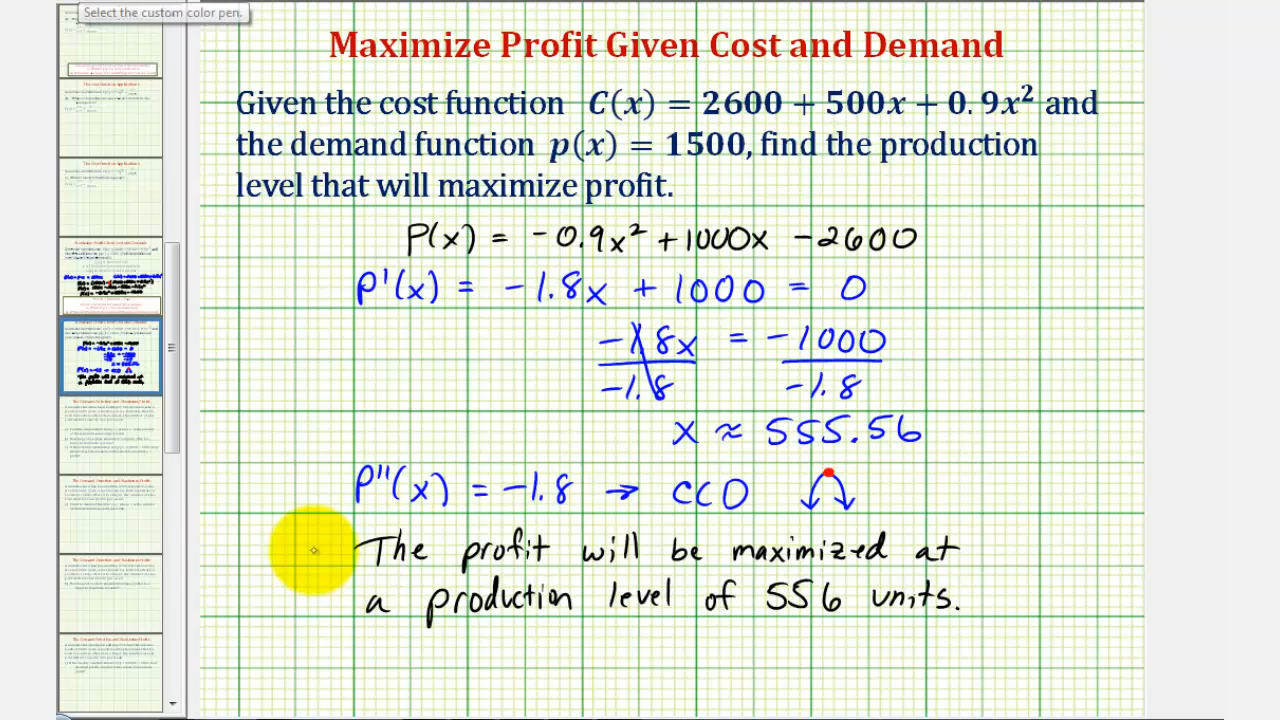 Select the custom color pen.
Maximize Profit Given Cost and Demand
Given the cost function C(x) = 2600 + 500x + 0.9x² and
the demand function p(x) = 1500, find the production
level that will maximize profit.
P(x) = -0.9x² + 1000x - 2600
P'(x) = -1.8x + 1000 = 0
-1.8x = -1000
-1.8 -1.8
x ≈ 555.56
P''(x) = -1.8 → CCD
The profit will be maximized at
a production level of 556 units.